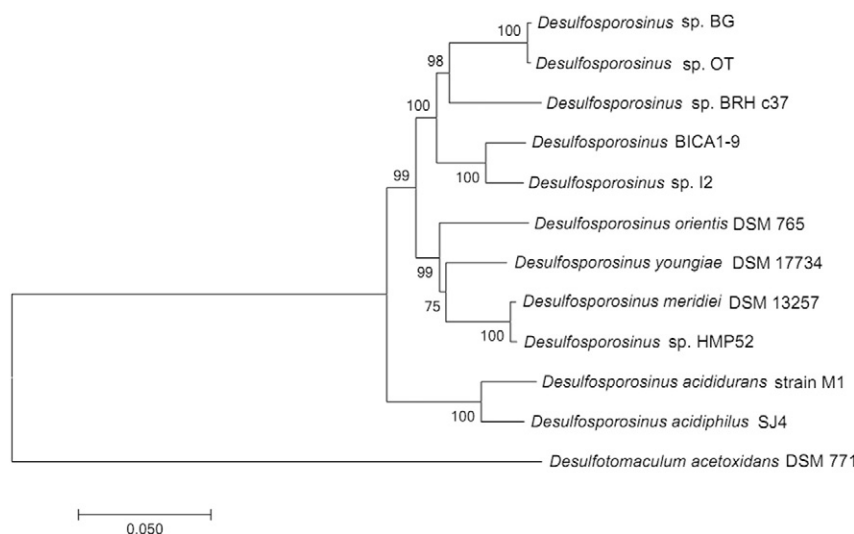 100
Desulfosporosinus sp. BG
Desulfosporosinus sp. OT
98
Desulfosporosinus sp. BRH c37
100
Desulfosporosinus BICA1-9
100
Desulfosporosinus sp. I2
99
Desulfosporosinus orientis DSM 765
99
Desulfosporosinus youngiae DSM 17734
75
Desulfosporosinus meridiei DSM 13257
100
Desulfosporosinus sp. HMP52
Desulfosporosinus acididurans strain M1
100
Desulfosporosinus acidiphilus SJ4
Desulfotomaculum acetoxidans DSM 771
0.050